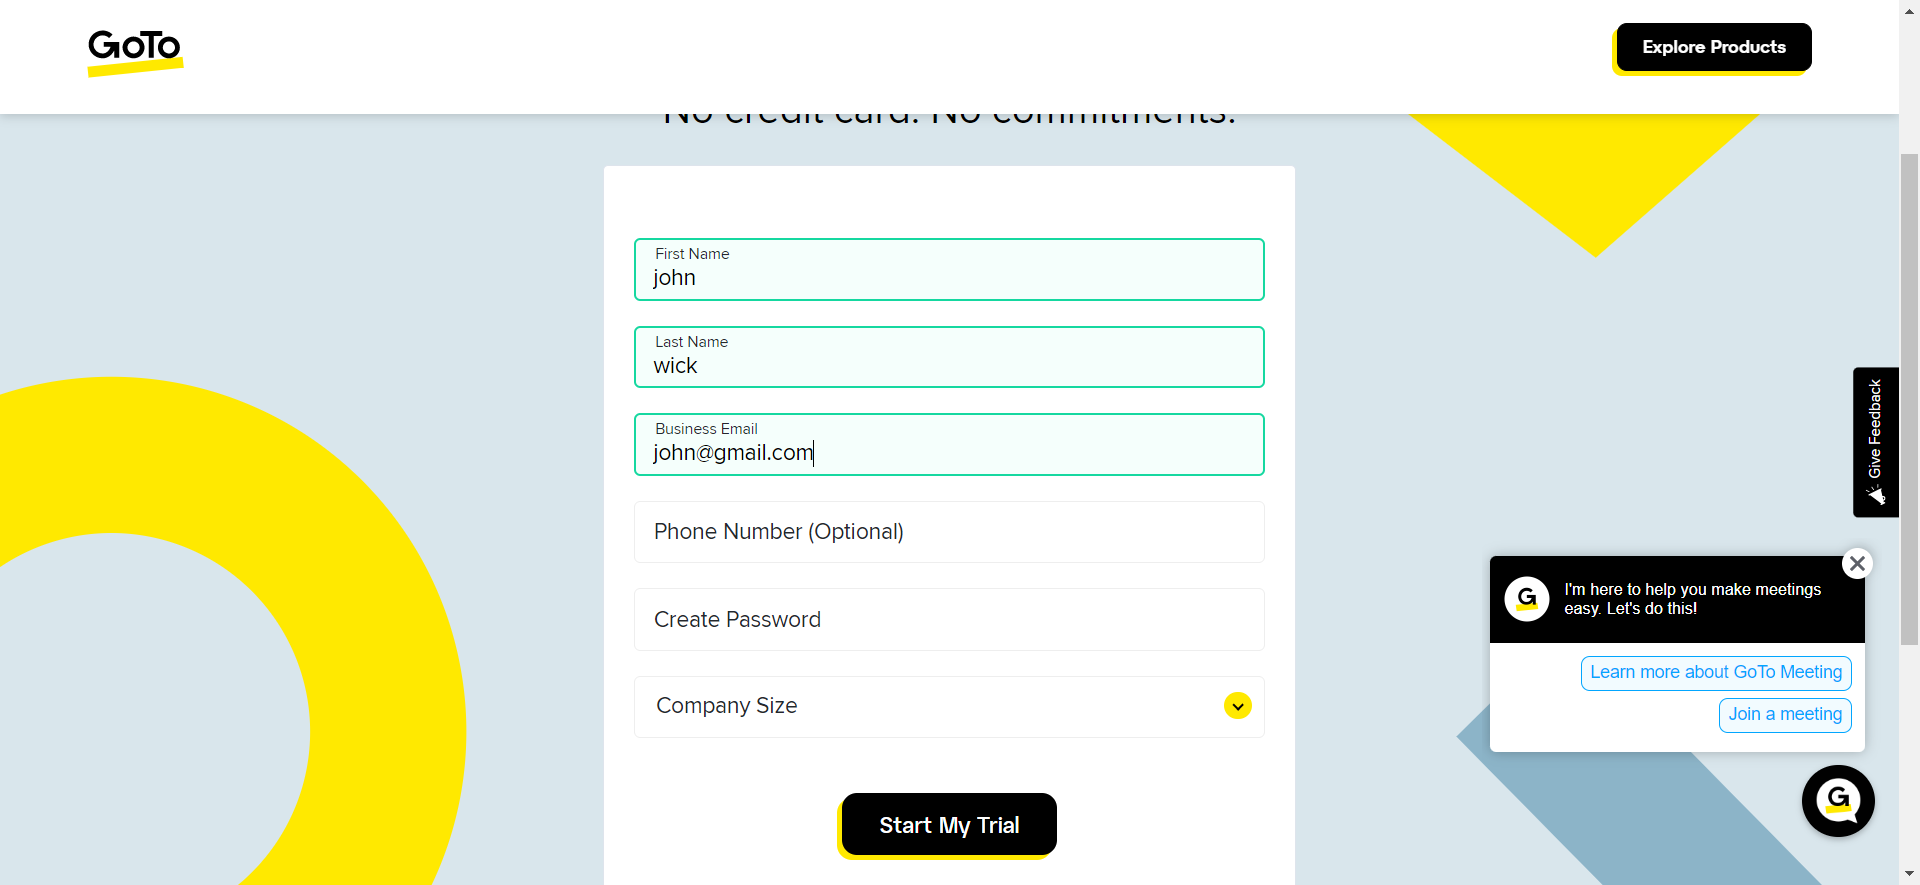 GoTo
Explore Products
No credit card. No commitments.
First Name
john
Last Name
wick
Business Email
john@gmail.com
Phone Number (Optional)
Create Password
Company Size
Start My Trial
Give Feedback
G
I'm here to help you make meetings
easy. Let's do this!
Learn more about GoTo Meeting
Join a meeting
G